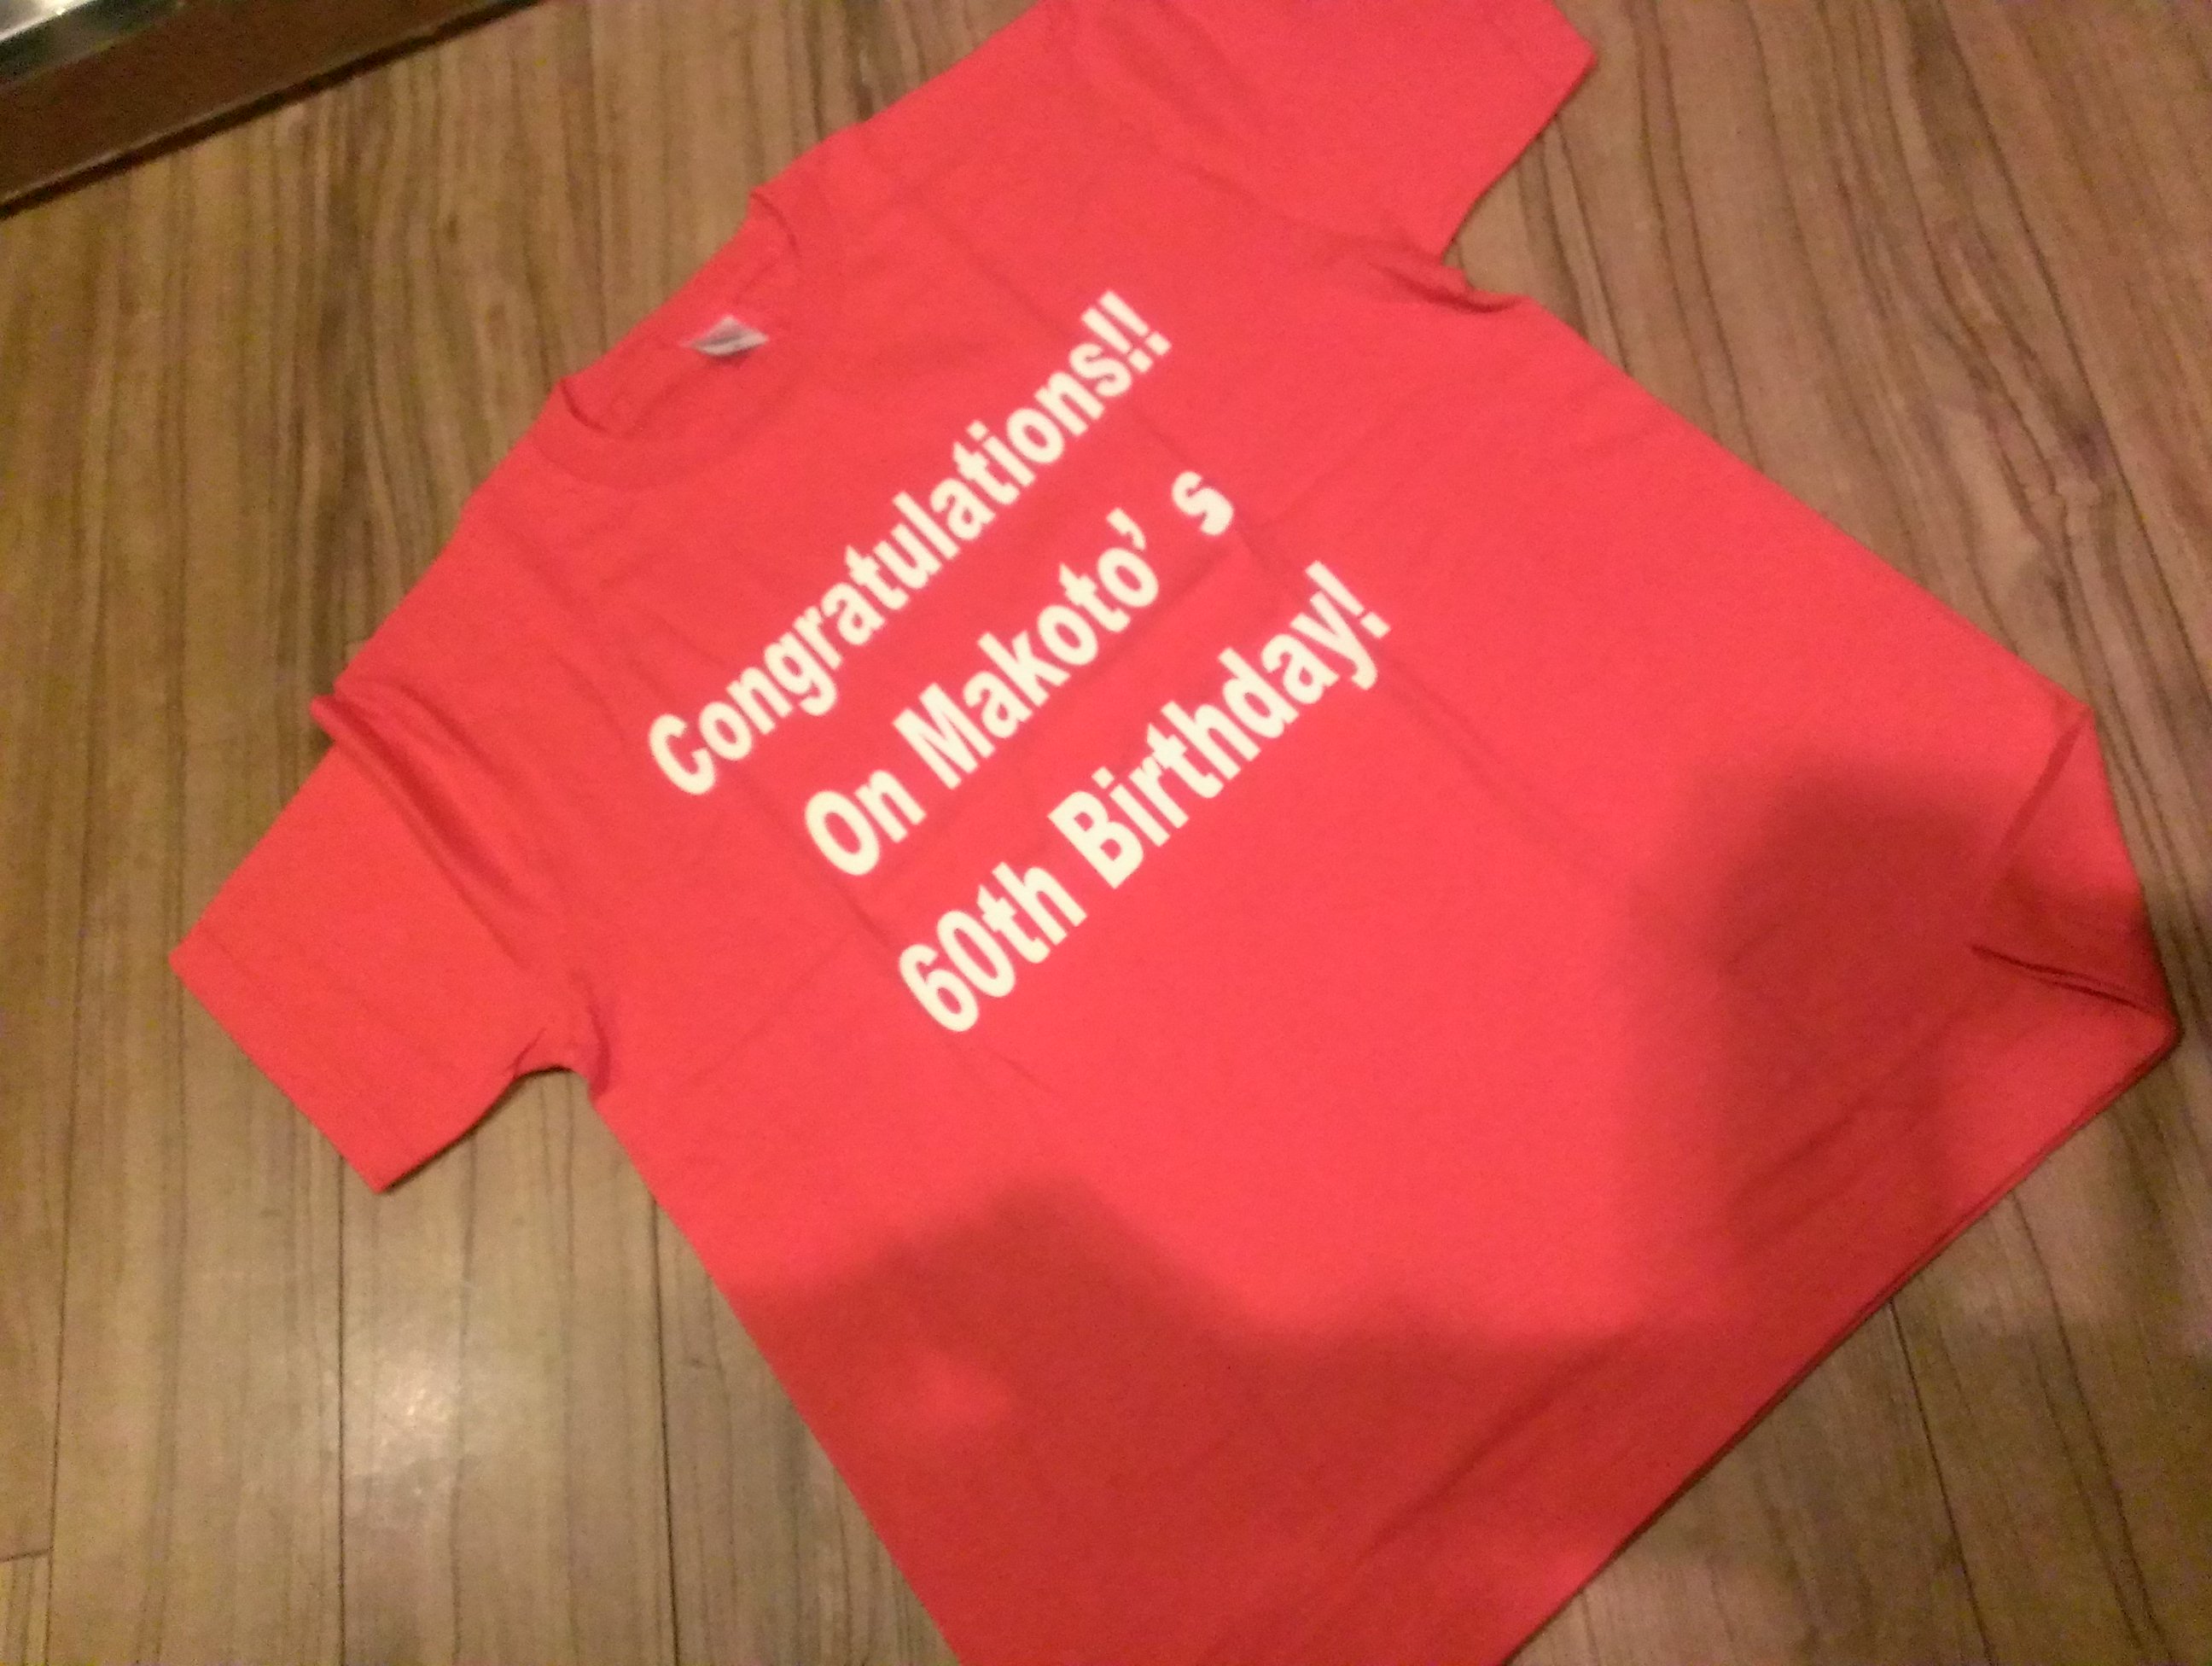 Congratulations!!
On Makoto’ s
60th Birthday!